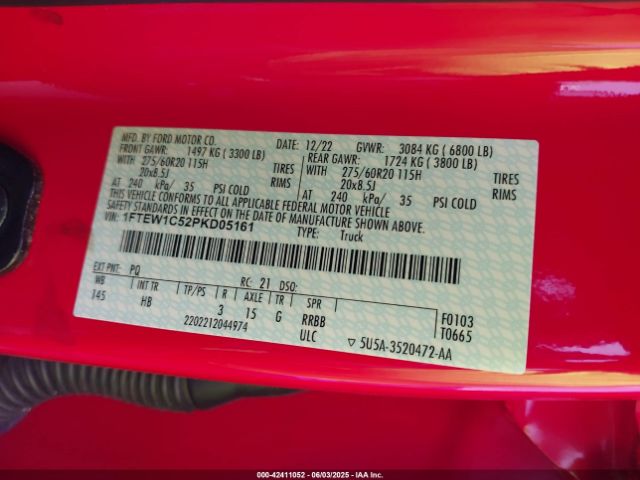 MFD. BY FORD MOTOR CO. DATE: 12/22 GVWR: 3084 KG ( 6800 LB)
FRONT GAWR: 1497 KG ( 3300 LB) REAR GAWR: 1724 KG ( 3800 LB)
WITH 275/60R20 115H TIRES WITH 275/60R20 115H TIRES
20x8.5J RIMS 20x8.5J RIMS
AT 240 kPa/ 35 PSI COLD AT 240 kPa/ 35 PSI COLD
THIS VEHICLE CONFORMS TO ALL APPLICABLE FEDERAL MOTOR VEHICLE
SAFETY STANDARDS IN EFFECT ON THE DATE OF MANUFACTURE SHOWN ABOVE.
VIN: 1FTEW1C52PKD05161 TYPE: Truck
EXT PNT: PQ RC: 21 DSO:
WB INT TR TP/PS R AXLE TR SPR
145 HB 3 15 G RRBB F0103
2202212044974 ULC T0665
▽ 5U5A-3520472-AA
000-42411052 | 06/03/2025 | IAA Inc.